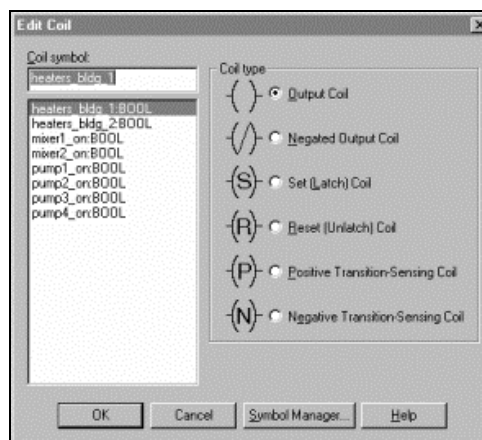 Edit Coil
Coil symbol:
heaters_bldg_1
heaters_bldg_1:BOOL
heaters_bldg_2:BOOL
mixer1_on:BOOL
mixer2_on:BOOL
pump1_on:BOOL
pump2_on:BOOL
pump3_on:BOOL
pump4_on:BOOL
Coil type
( ) Output Coil
(/) Negated Output Coil
(S) Set (Latch) Coil
(R) Reset (Unlatch) Coil
(P) Positive Transition-Sensing Coil
(N) Negative Transition-Sensing Coil
OK Cancel Symbol Manager... Help